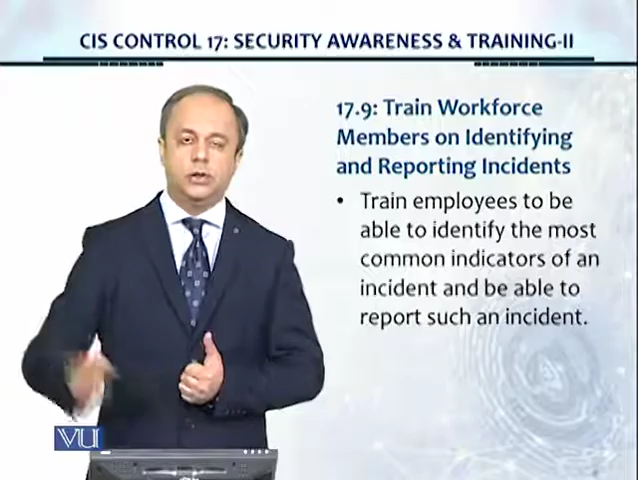 CIS CONTROL 17: SECURITY AWARENESS & TRAINING-II
17.9: Train Workforce
Members on Identifying
and Reporting Incidents
• Train employees to be
able to identify the most
common indicators of an
incident and be able to
report such an incident.
VU